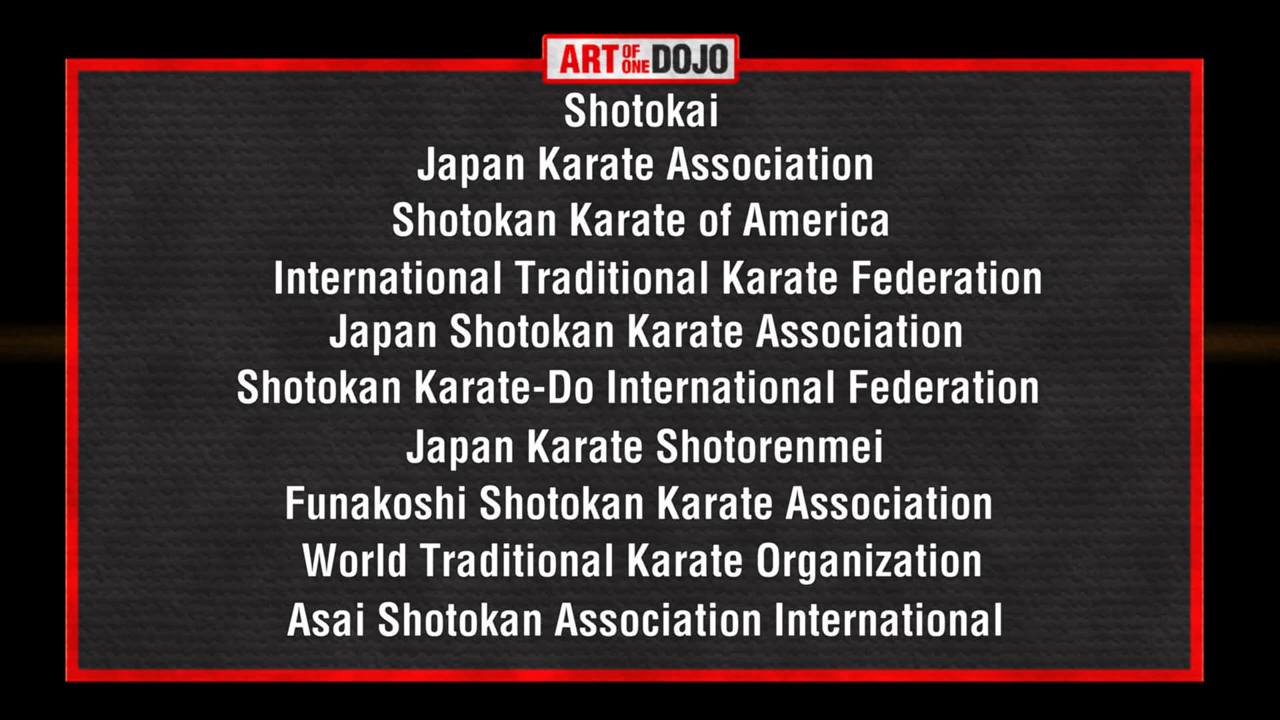 ART OF ONE DOJO
Shotokai
Japan Karate Association
Shotokan Karate of America
International Traditional Karate Federation
Japan Shotokan Karate Association
Shotokan Karate-Do International Federation
Japan Karate Shotorenmei
Funakoshi Shotokan Karate Association
World Traditional Karate Organization
Asai Shotokan Association International